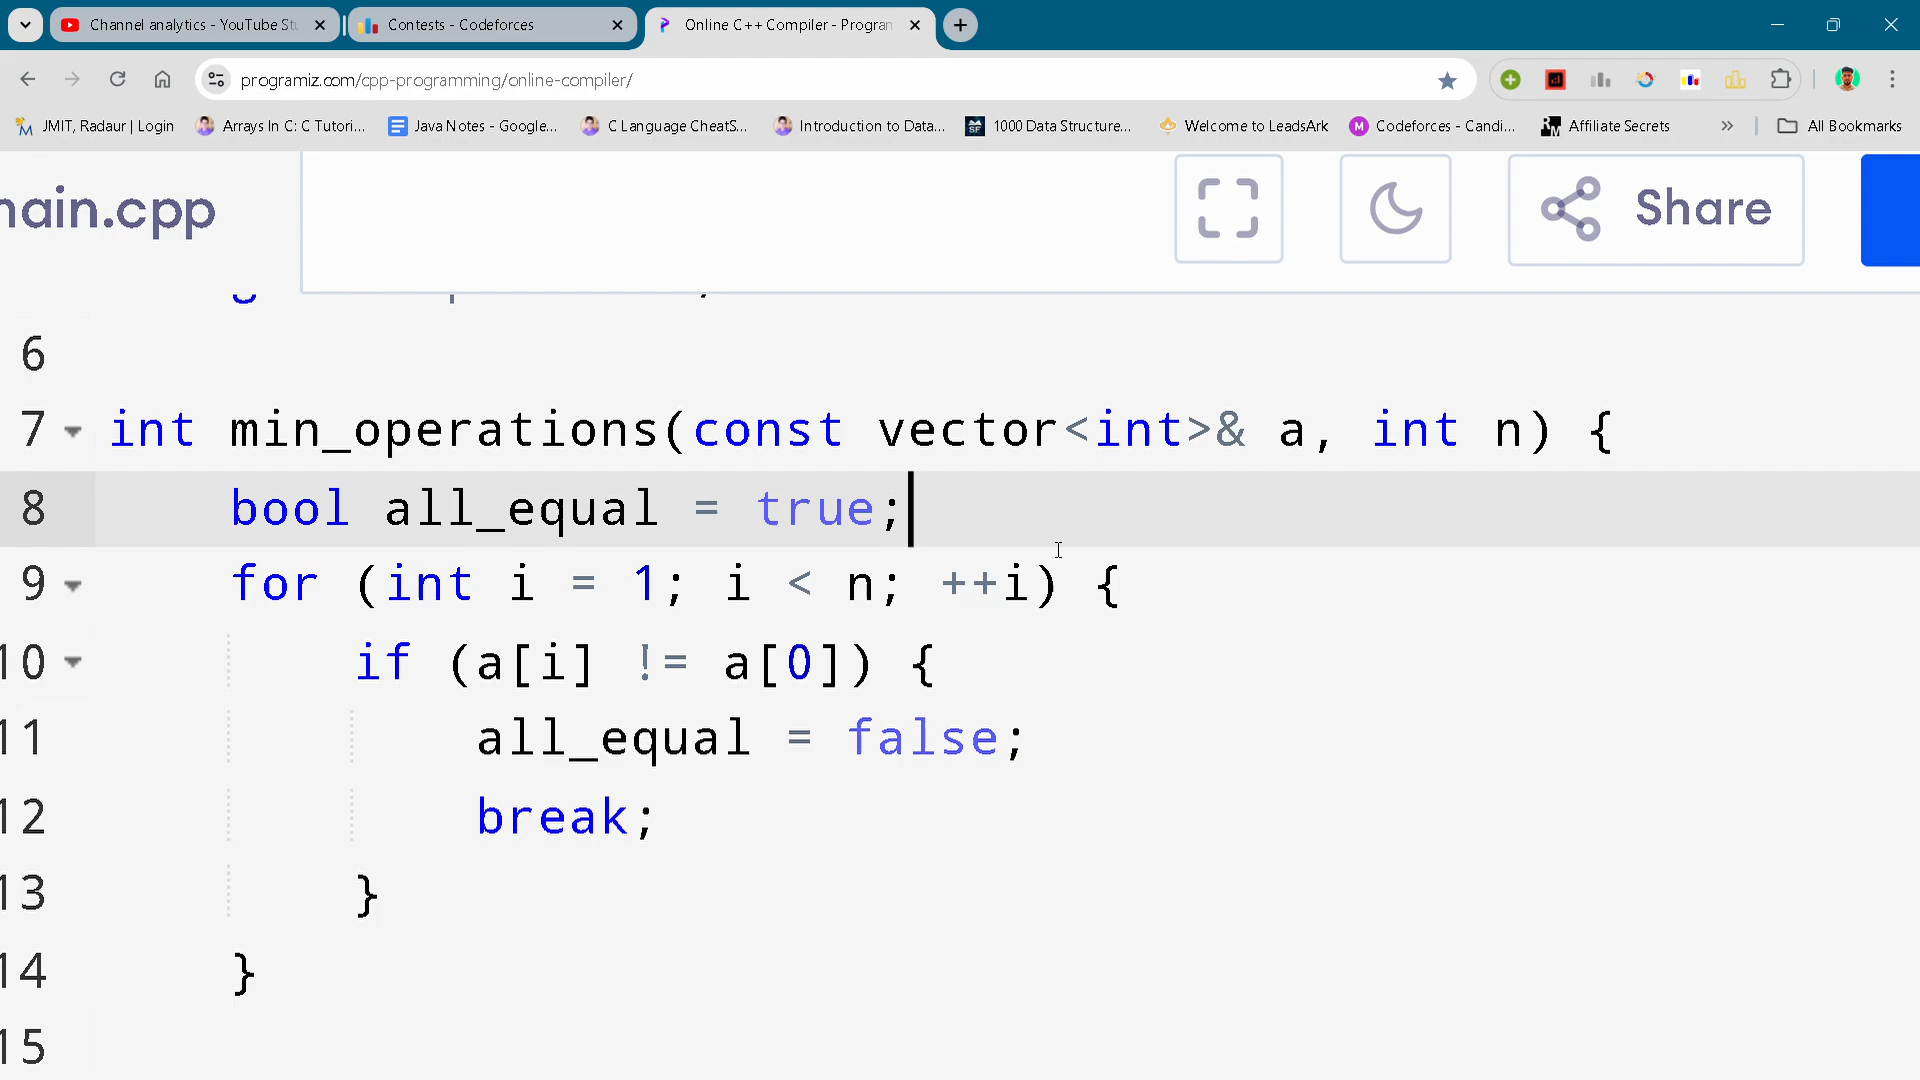 Channel analytics - YouTube Stu
Contests - Codeforces
Online C++ Compiler - Program
programiz.com/cpp-programming/online-compiler/
JMIT, Radaur | Login
Arrays In C: C Tutori...
Java Notes - Google...
C Language CheatS...
Introduction to Data...
1000 Data Structure...
Welcome to LeadsArk
Codeforces - Candi...
Affiliate Secrets
All Bookmarks
main.cpp
Share
6
7 int min_operations(const vector<int>& a, int n) {
8 bool all_equal = true;
9 for (int i = 1; i < n; ++i) {
10 if (a[i] != a[0]) {
11 all_equal = false;
12 break;
13 }
14 }
15